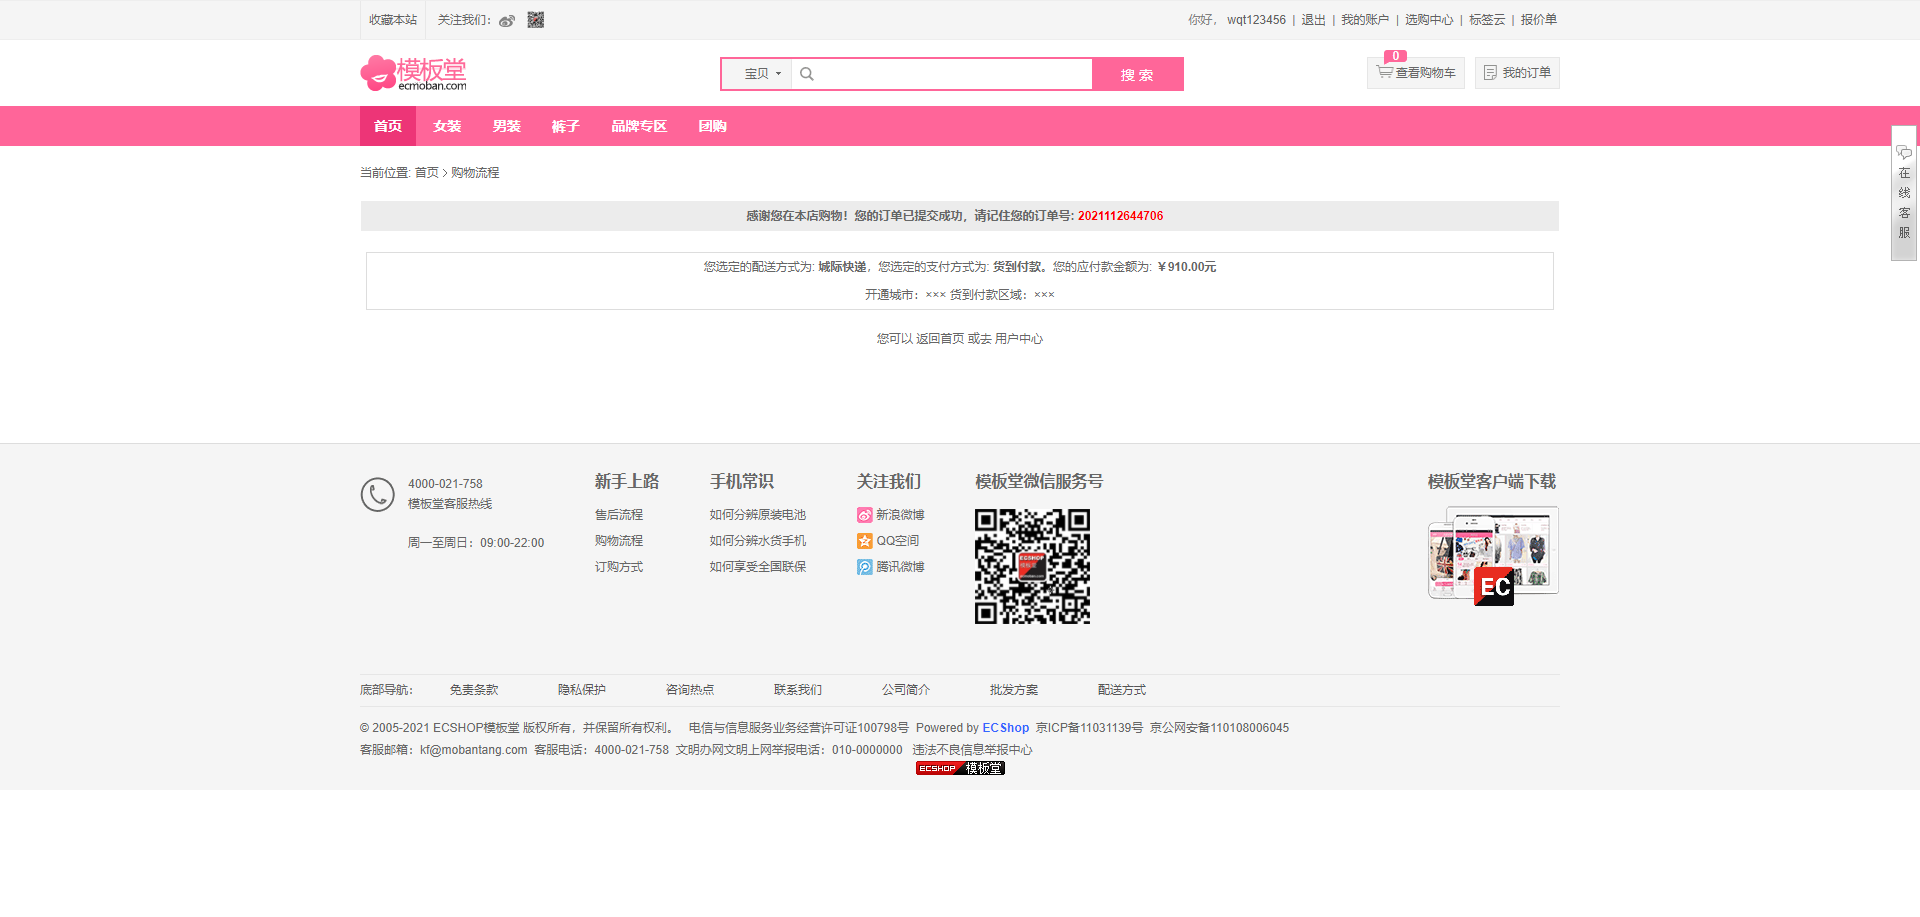 收藏本站 关注我们： 你好， wqt123456 | 退出 | 我的账户 | 选购中心 | 标签云 | 报价单
模板堂
ecmoban.com
宝贝 搜 索
0
查看购物车 我的订单
首页 女装 男装 裤子 品牌专区 团购
在线客服
当前位置: 首页 > 购物流程
感谢您在本店购物！您的订单已提交成功，请记住您的订单号: 2021112644706
您选定的配送方式为: 城际快递，您选定的支付方式为: 货到付款。您的应付款金额为: ￥910.00元
开通城市：××× 货到付款区域：×××
您可以 返回首页 或去 用户中心
4000-021-758
模板堂客服热线
周一至周日：09:00-22:00
新手上路
售后流程
购物流程
订购方式
手机常识
如何分辨原装电池
如何分辨水货手机
如何享受全国联保
关注我们
新浪微博
QQ空间
腾讯微博
模板堂微信服务号
ECSHOP
模板堂
模板堂客户端下载
EC
底部导航： 免责条款 隐私保护 咨询热点 联系我们 公司简介 批发方案 配送方式
© 2005-2021 ECSHOP模板堂 版权所有，并保留所有权利。 电信与信息服务业务经营许可证100798号 Powered by ECShop 京ICP备11031139号 京公网安备110108006045
客服邮箱：kf@mobantang.com 客服电话：4000-021-758 文明办网文明上网举报电话：010-0000000 违法不良信息举报中心
ECSHOP 模板堂